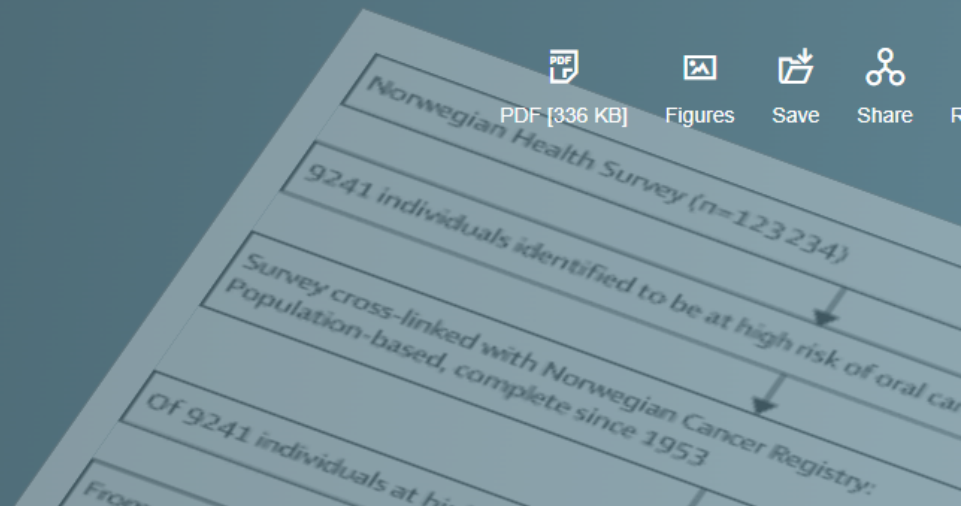 PDF
PDF [336 KB]
Figures
Save
Share
Norwegian Health Survey (n=123 234)
9241 individuals identified to be at high risk of oral
Survey cross-linked with Norwegian Cancer Registry:
Population-based, complete since 1953
Of 9241 individuals at